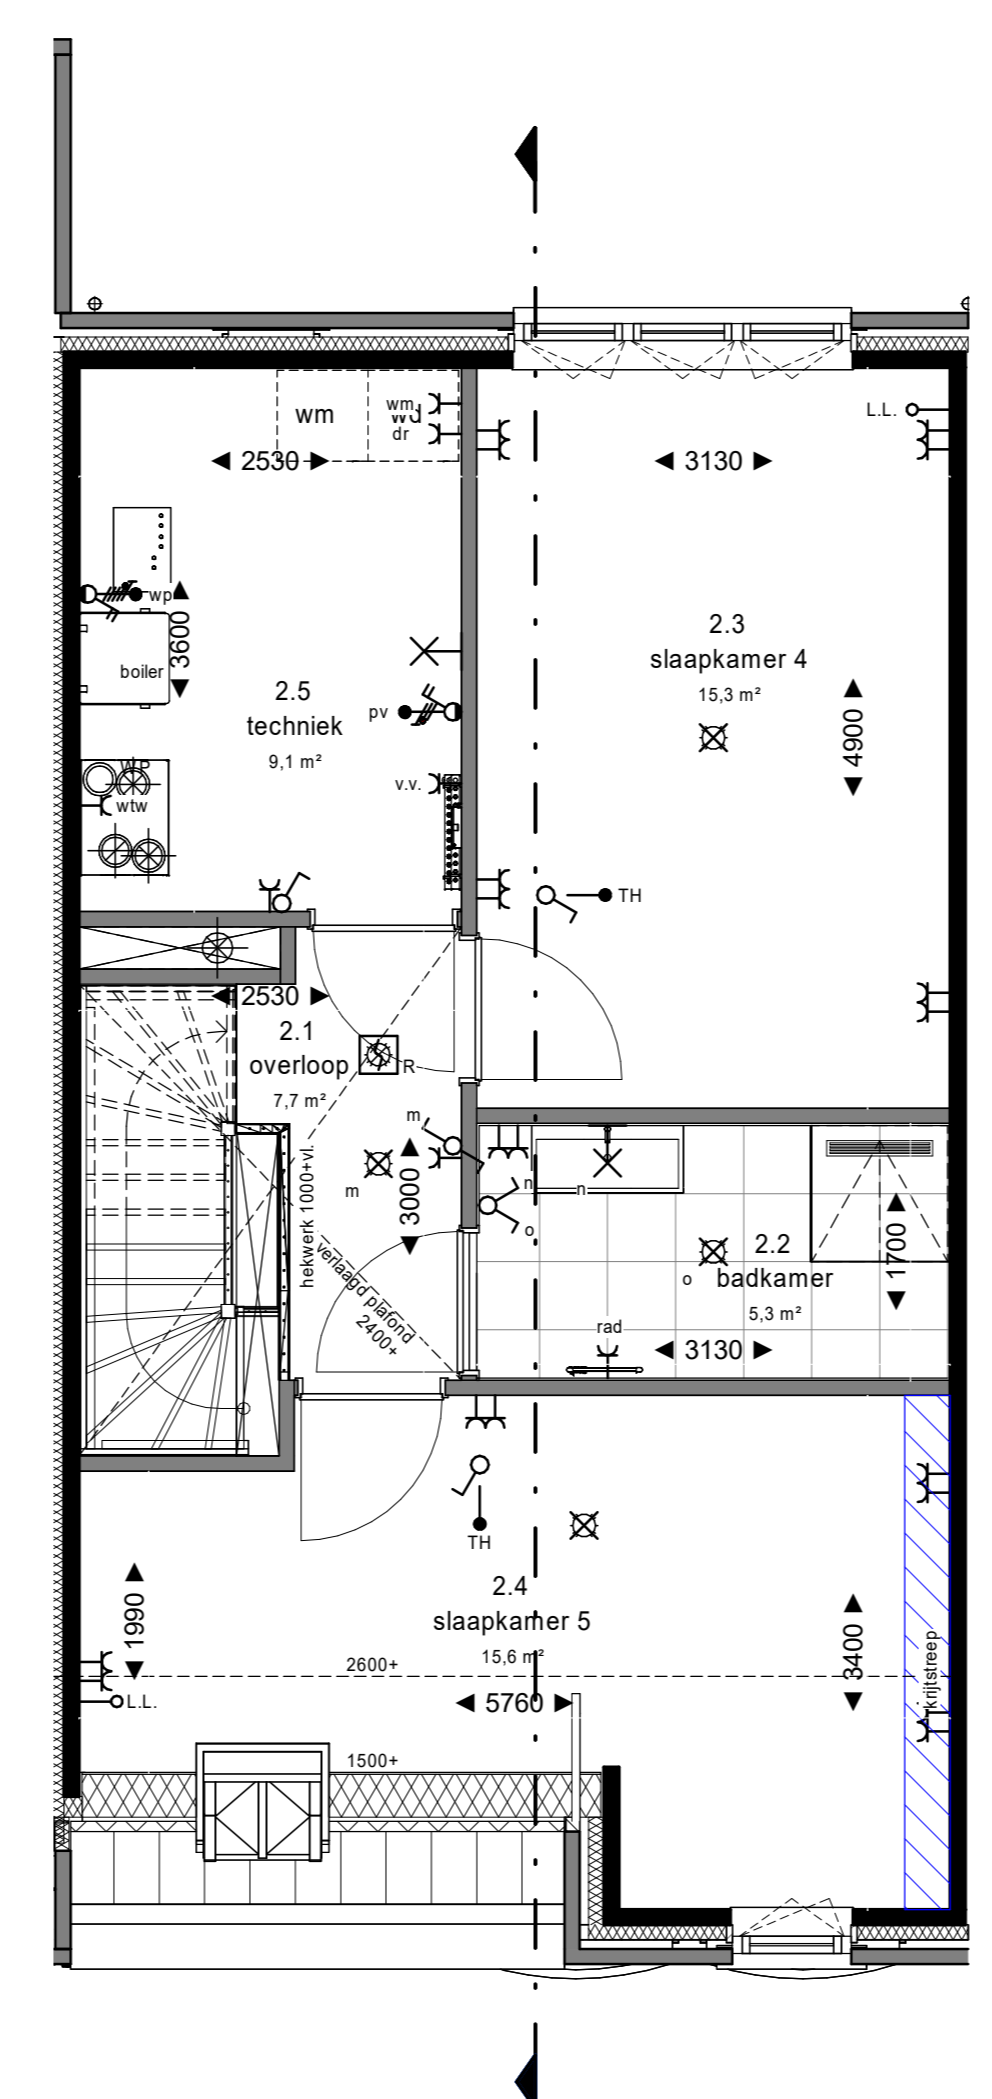 wm
wm
wd
dr
L.L.
2530
3130
wp
3600
boiler
2.3
slaapkamer 4
15,3 m²
4900
2.5
techniek
9,1 m²
pv
WP
wtw
v.v.
TH
2530
2.1
overloop
R
7,7 m²
m
m
3000
hekwerk 1000+vl.
verlaagd plafond
2400+
n
n
o
1700
2.2
o
badkamer
5,3 m²
rad
3130
TH
2.4
slaapkamer 5
15,6 m²
1990
3400
krijtstreep
2600+
L.L.
5760
1500+